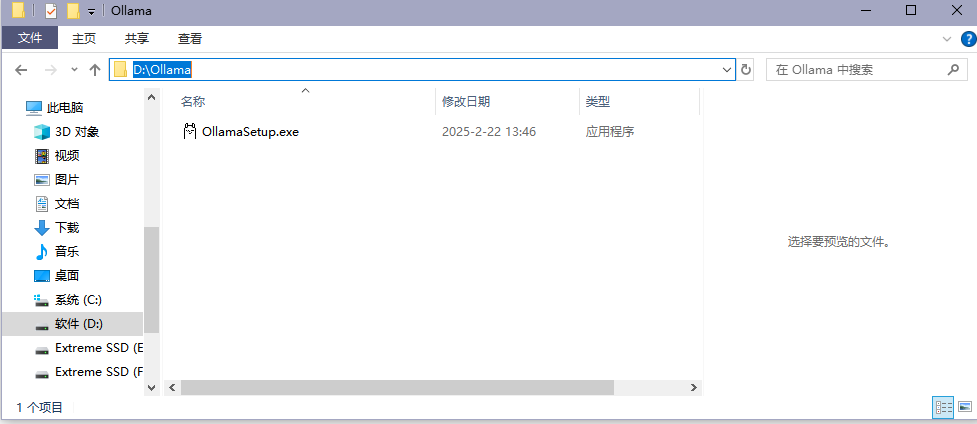 Ollama
文件 主页 共享 查看
D:\Ollama 在 Ollama 中搜索
名称 修改日期 类型
OllamaSetup.exe 2025-2-22 13:46 应用程序
此电脑
3D 对象
视频
图片
文档
下载
音乐
桌面
系统 (C:)
软件 (D:)
Extreme SSD (E
Extreme SSD (F
选择要预览的文件。
1 个项目